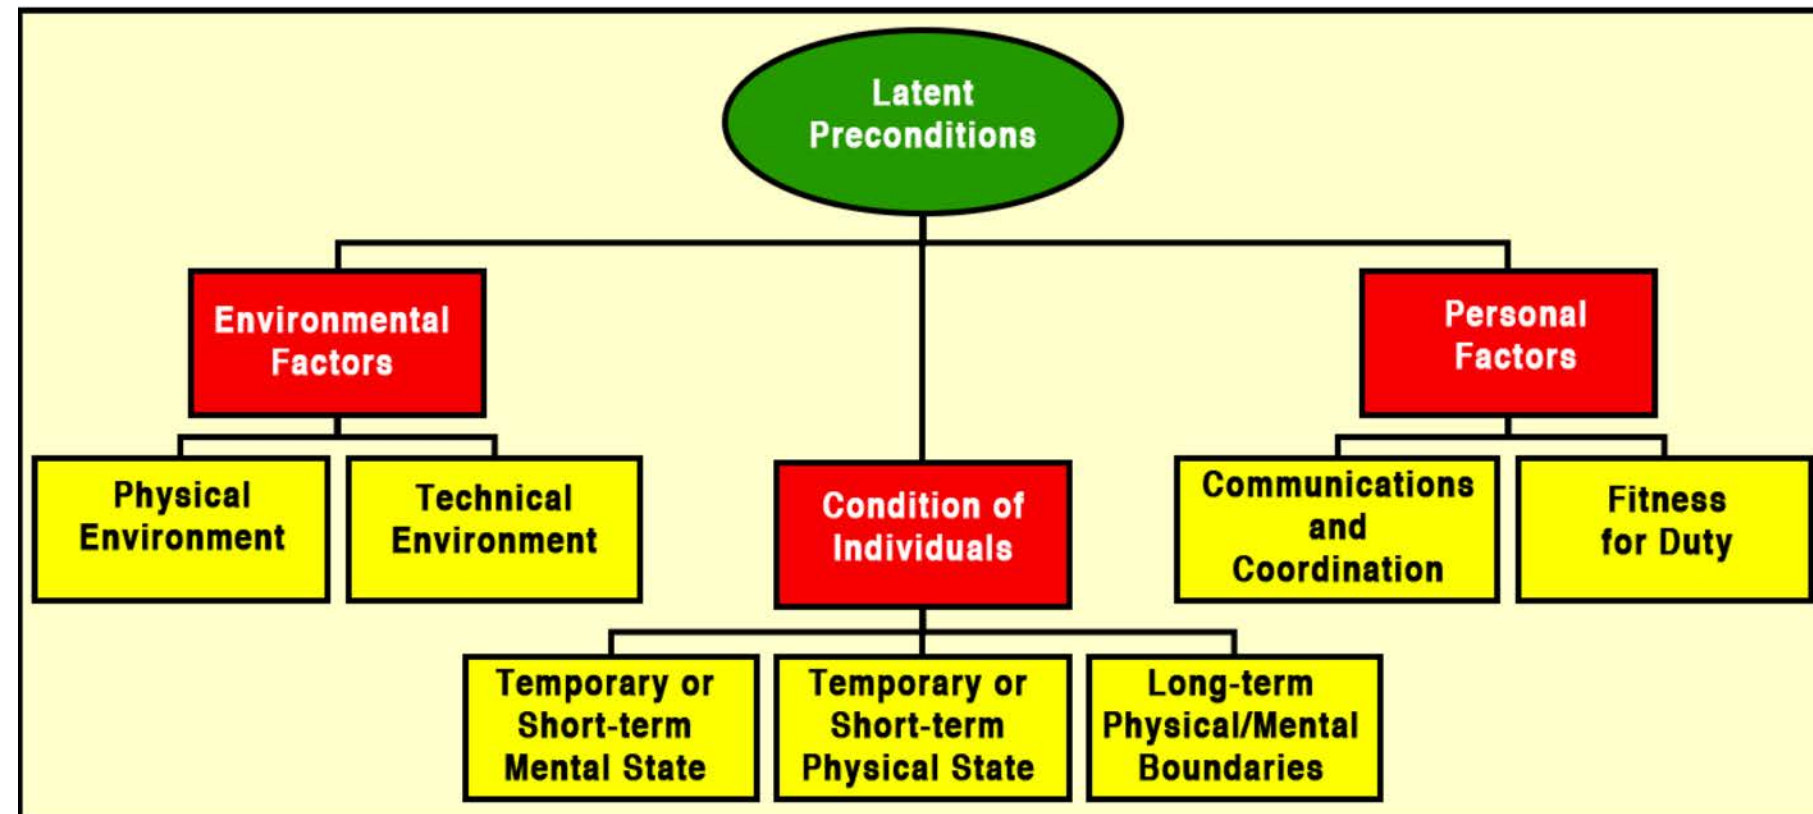 Latent
Preconditions
Environmental
Factors
Personal
Factors
Physical
Environment
Technical
Environment
Condition of
Individuals
Communications
and
Coordination
Fitness
for Duty
Temporary or
Short-term
Mental State
Temporary or
Short-term
Physical State
Long-term
Physical/Mental
Boundaries